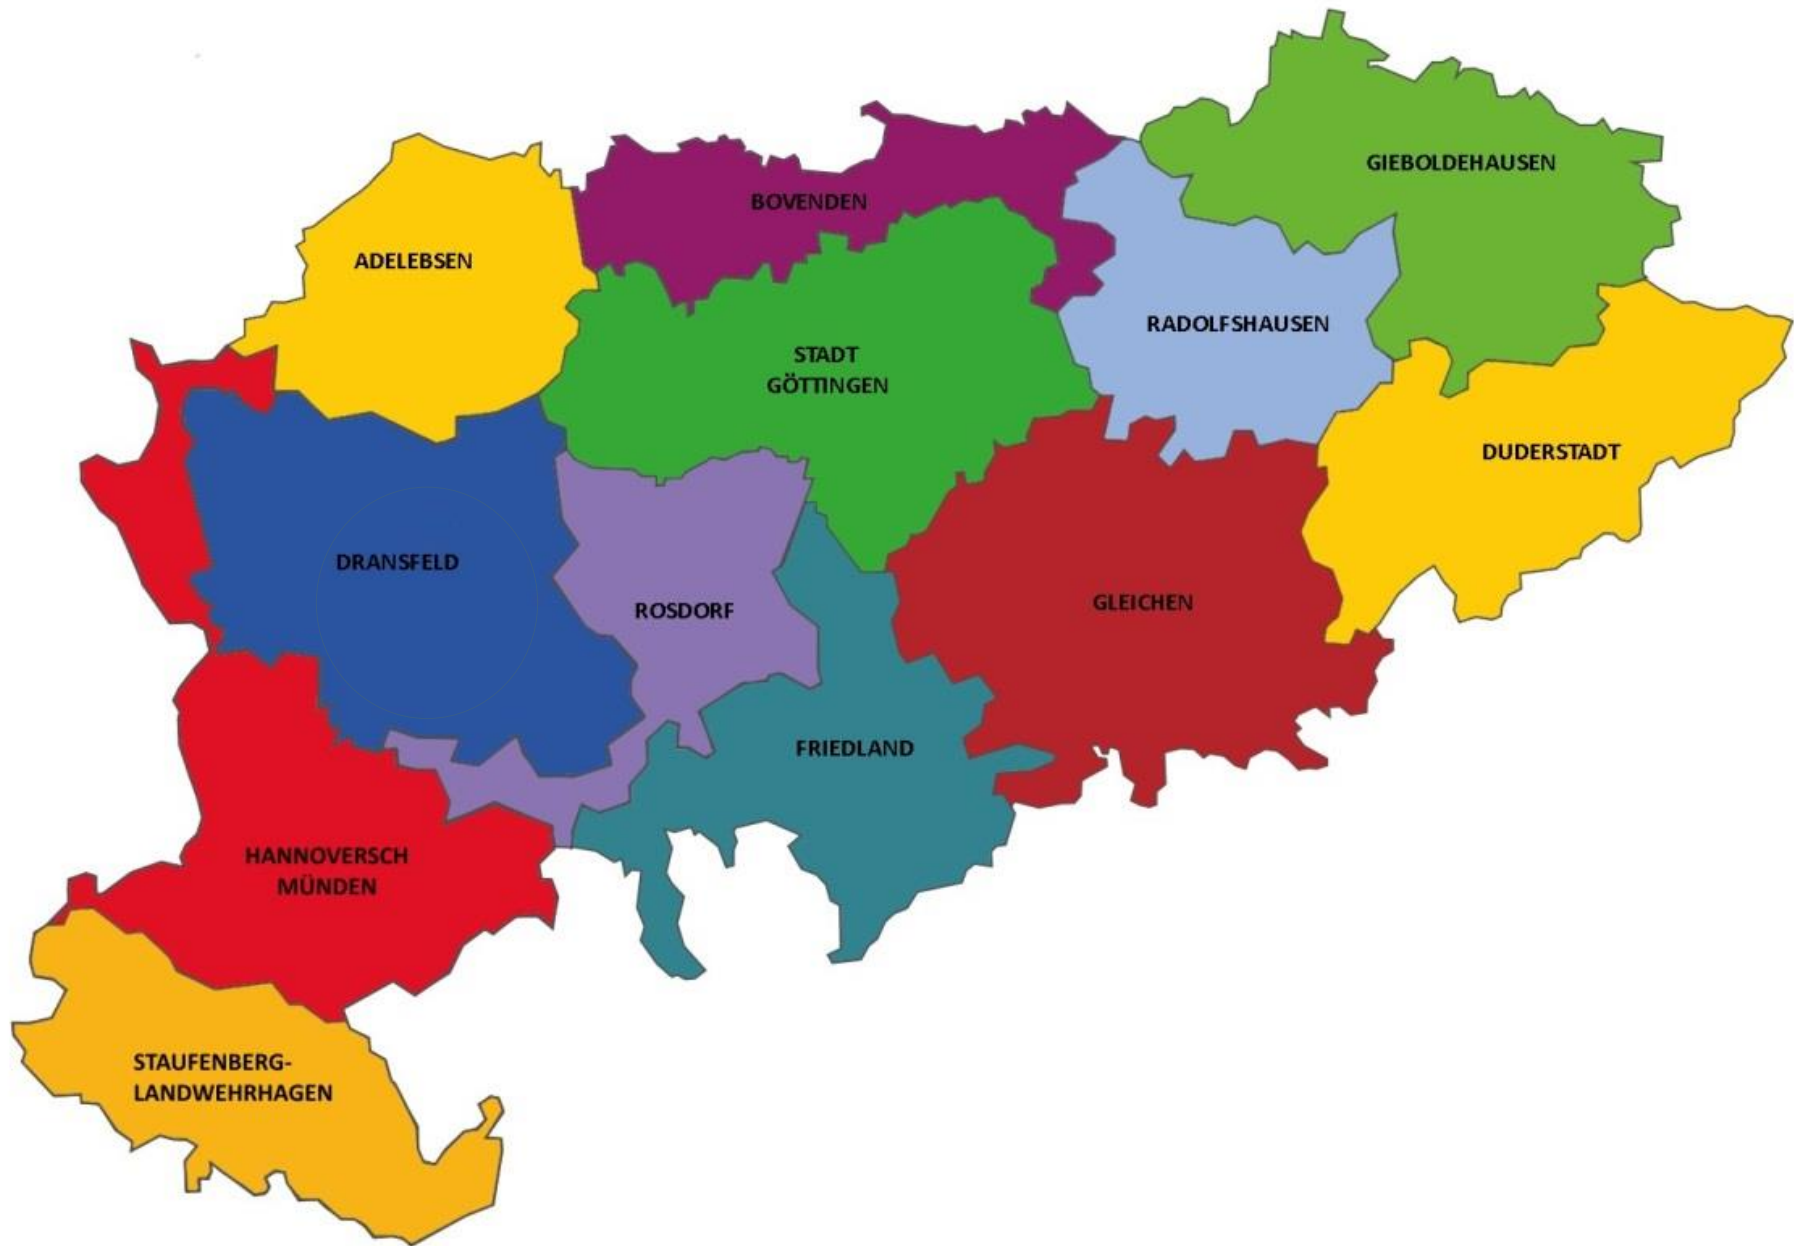 GIEBOLDEHAUSEN
BOVENDEN
ADELEBSEN
RADOLFSHAUSEN
STADT
GÖTTINGEN
DUDERSTADT
DRANSFELD
ROSDORF
GLEICHEN
FRIEDLAND
HANNOVERSCH
MÜNDEN
STAUFENBERG-
LANDWEHRHAGEN